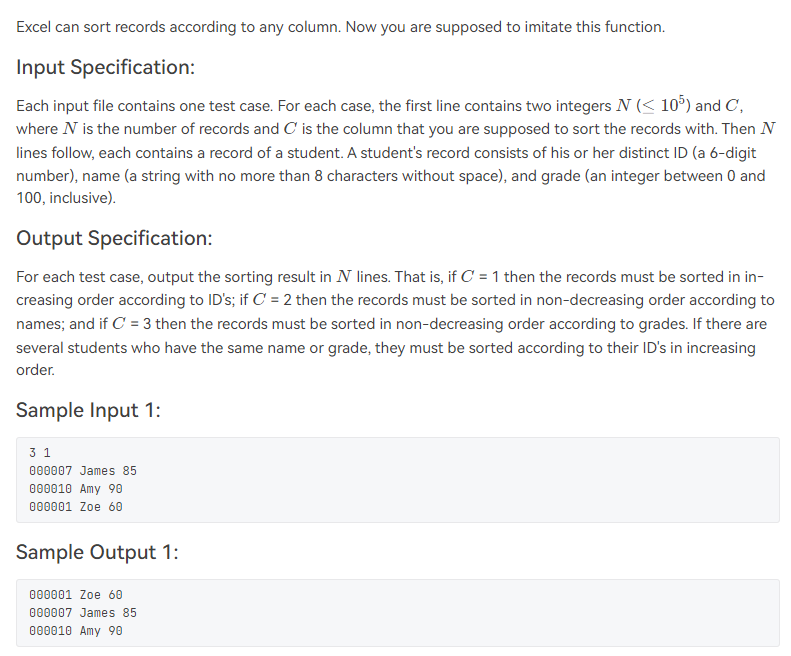 Excel can sort records according to any column. Now you are supposed to imitate this function.
Input Specification:
Each input file contains one test case. For each case, the first line contains two integers N (≤ 10⁵) and C,
where N is the number of records and C is the column that you are supposed to sort the records with. Then N
lines follow, each contains a record of a student. A student's record consists of his or her distinct ID (a 6-digit
number), name (a string with no more than 8 characters without space), and grade (an integer between 0 and
100, inclusive).
Output Specification:
For each test case, output the sorting result in N lines. That is, if C = 1 then the records must be sorted in in-
creasing order according to ID's; if C = 2 then the records must be sorted in non-decreasing order according to
names; and if C = 3 then the records must be sorted in non-decreasing order according to grades. If there are
several students who have the same name or grade, they must be sorted according to their ID's in increasing
order.
Sample Input 1:
3 1
000007 James 85
000010 Amy 90
000001 Zoe 60
Sample Output 1:
000001 Zoe 60
000007 James 85
000010 Amy 90